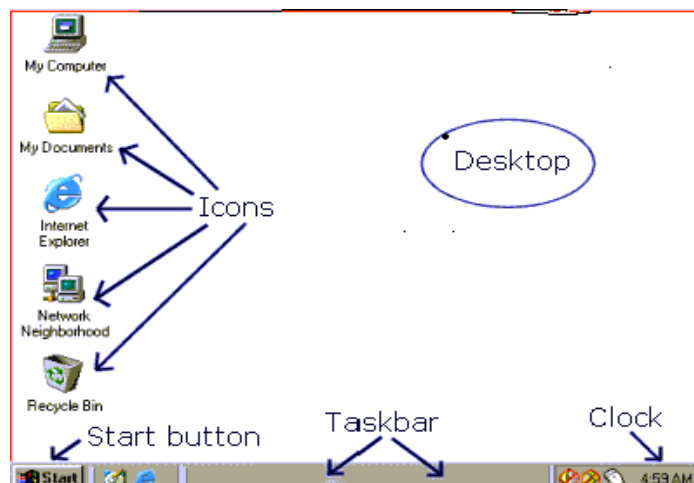 My Computer
My Documents
Desktop
Icons
Internet
Explorer
Network
Neighborhood
Recycle Bin
Start button
Taskbar
Clock
Start
4:59 AM